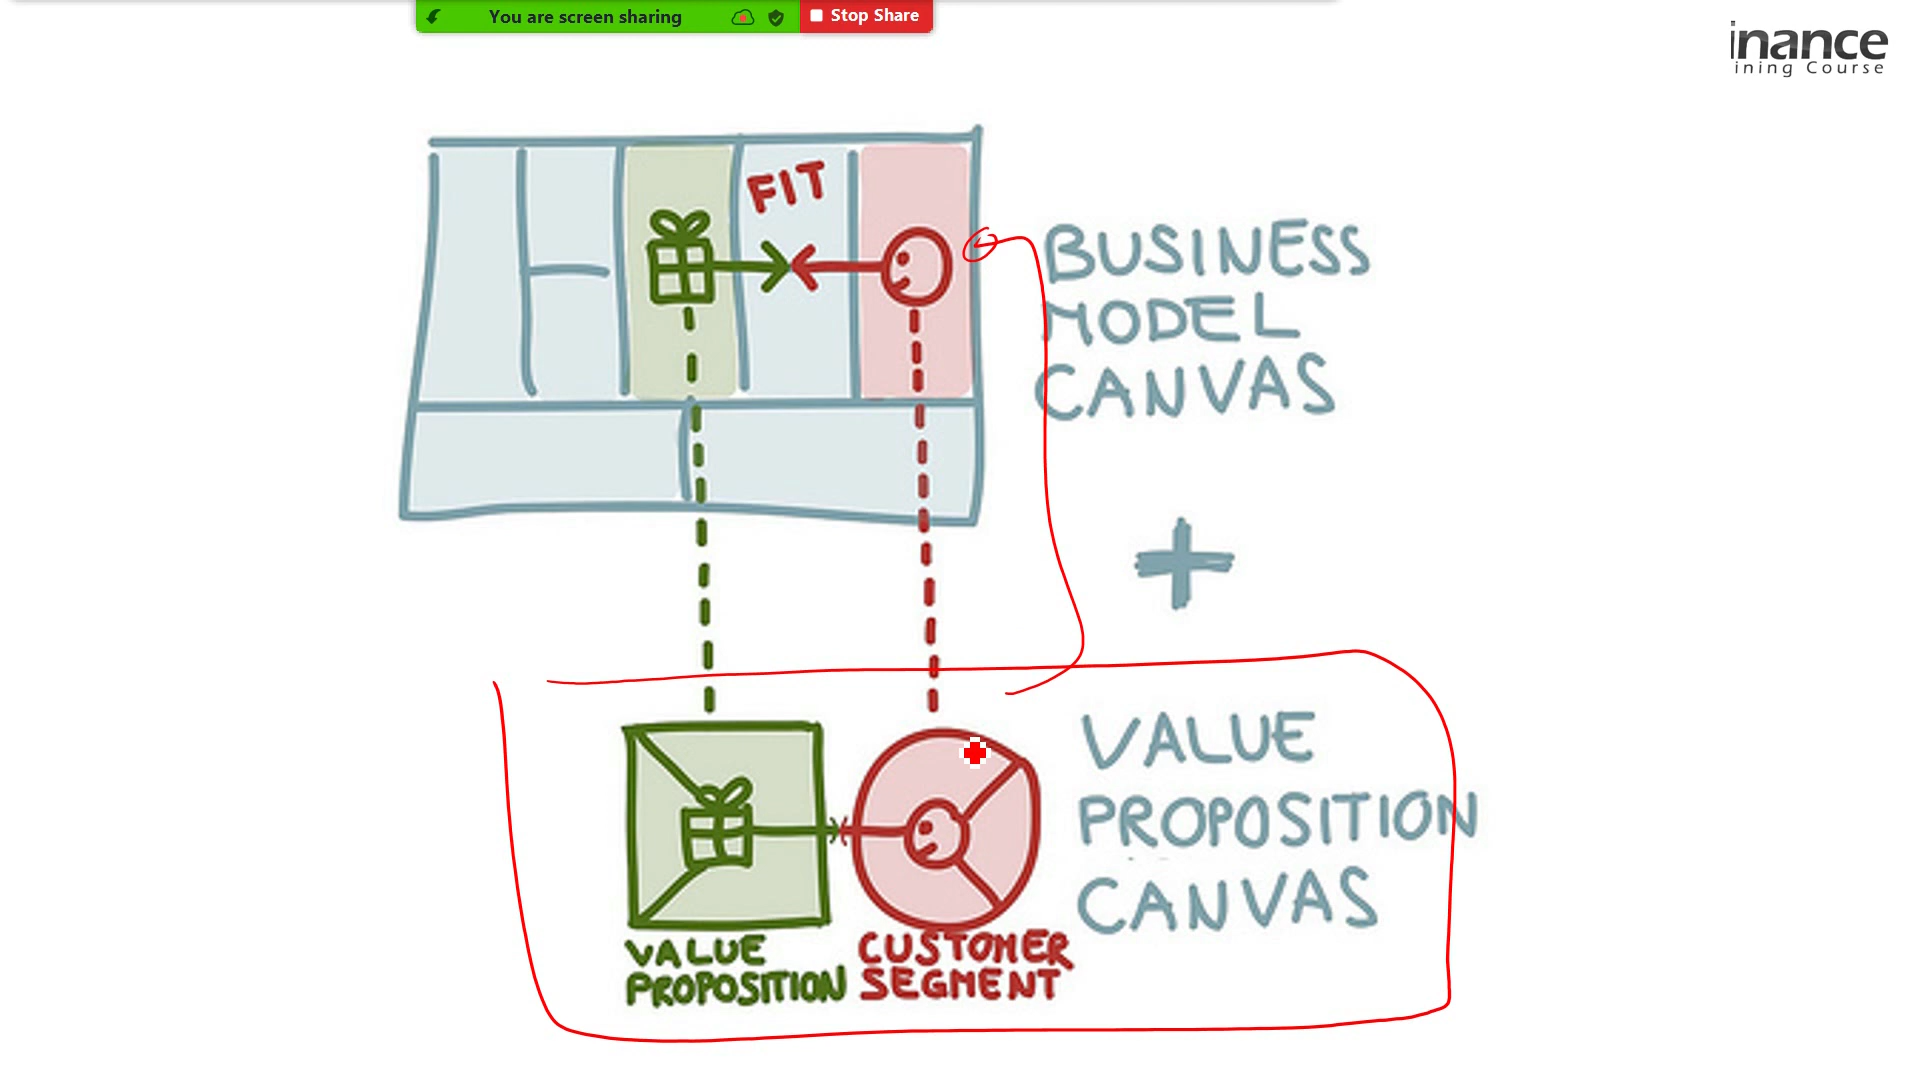 You are screen sharing
Stop Share
inance
ining Course
FIT
BUSINESS
MODEL
CANVAS
+
VALUE
PROPOSITION
CANVAS
VALUE
PROPOSITION
CUSTOMER
SEGMENT